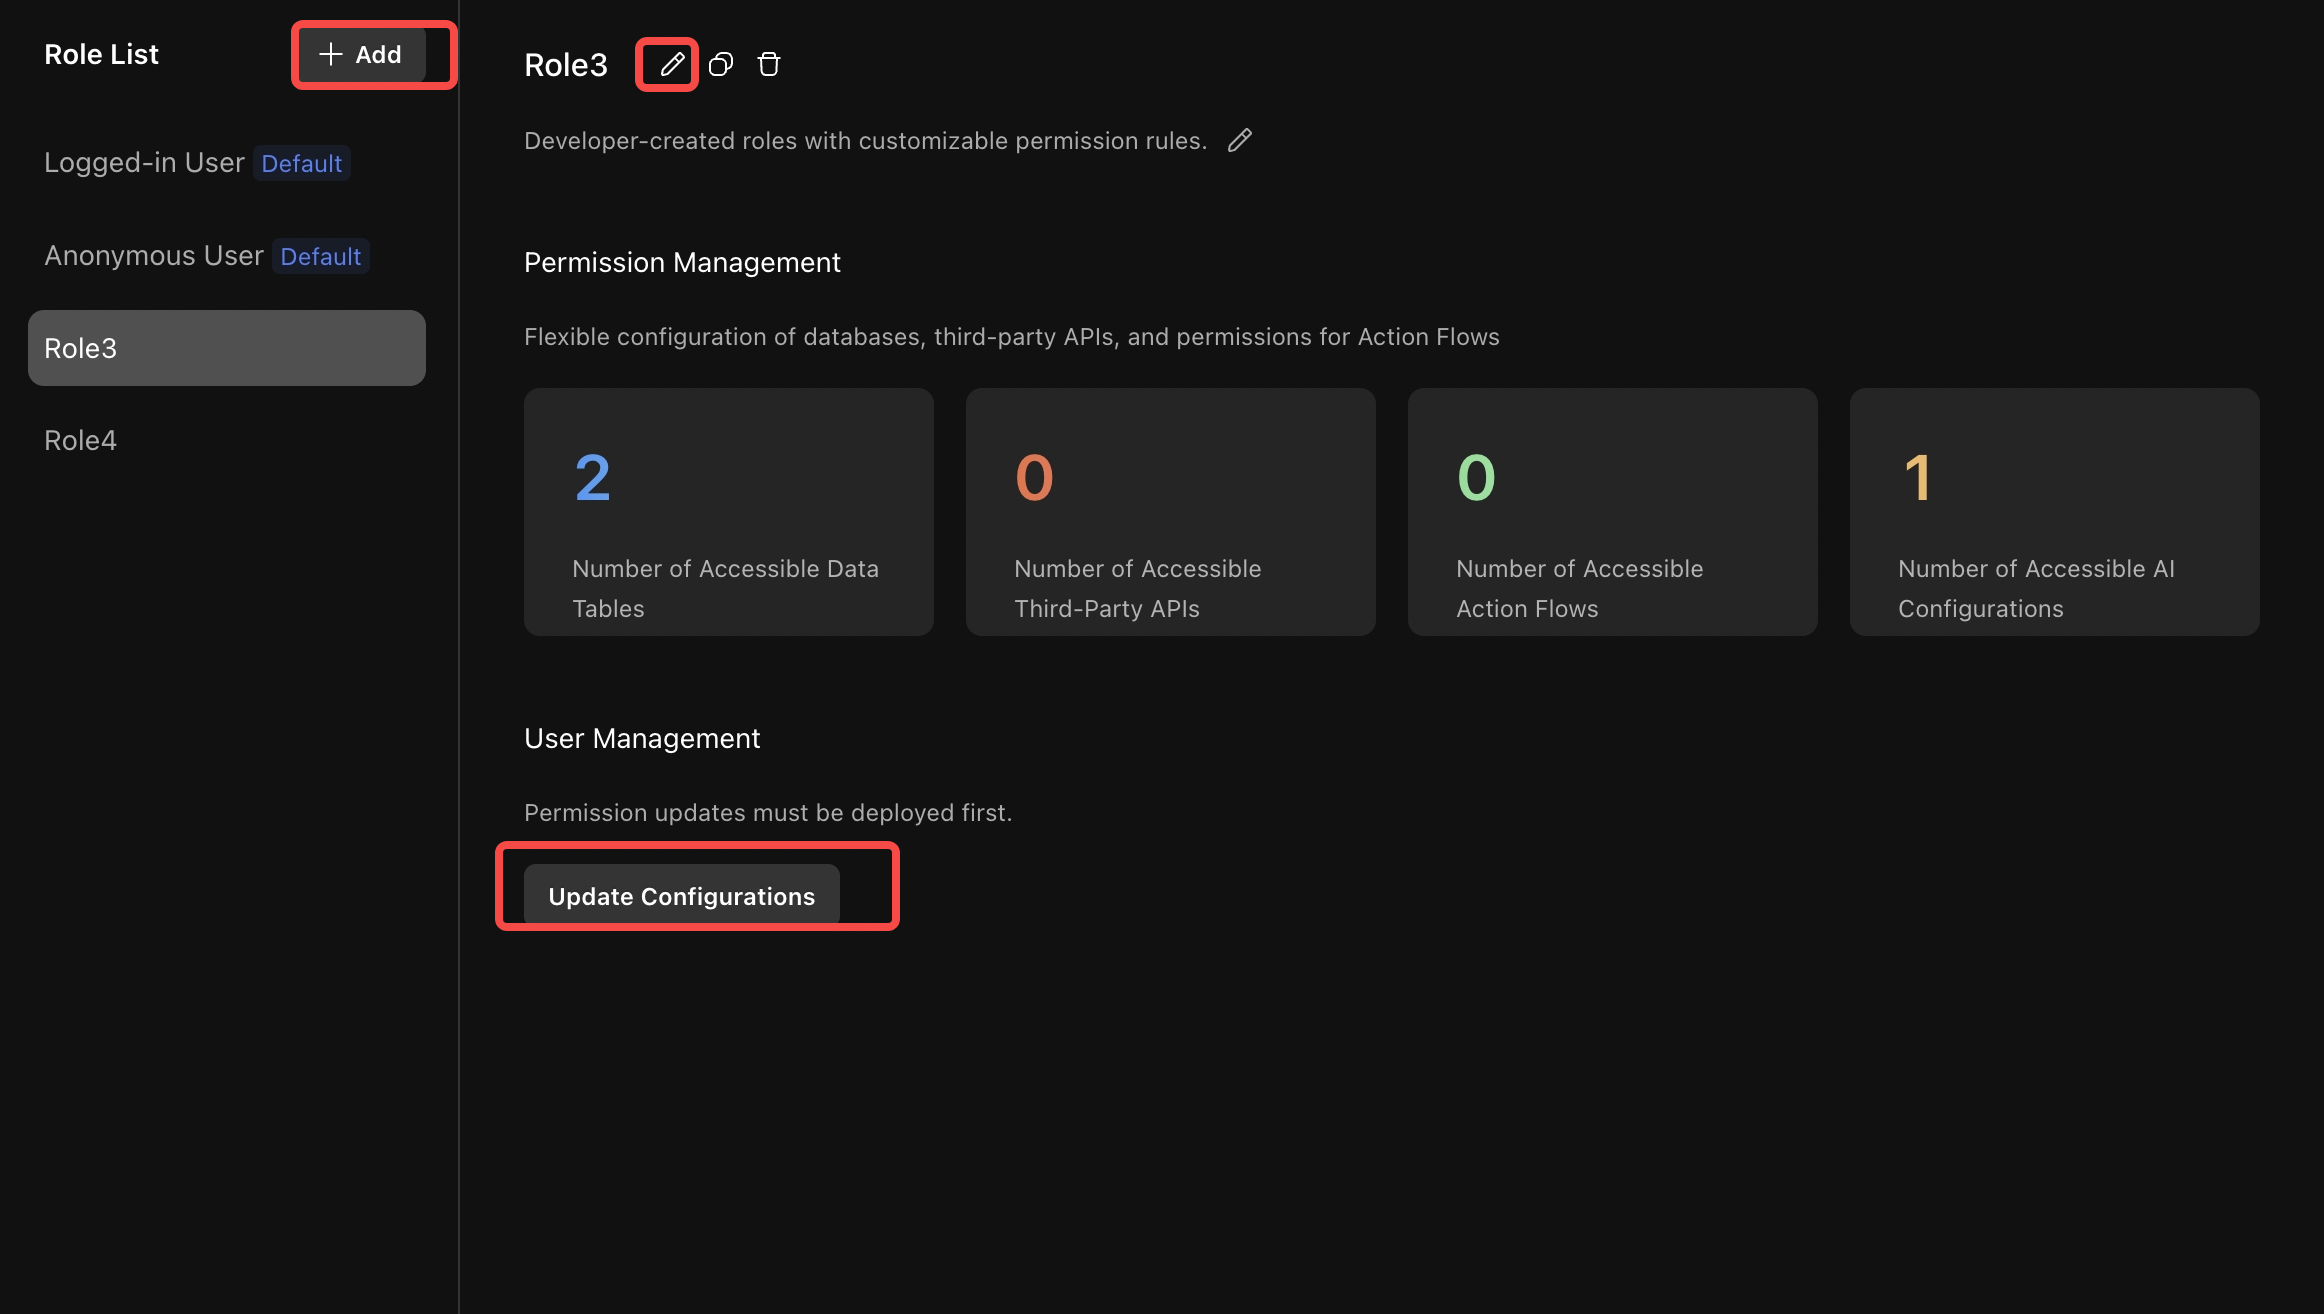 Role List
Add
Logged-in User Default
Anonymous User Default
Role3
Role4
Role3
Developer-created roles with customizable permission rules.
Permission Management
Flexible configuration of databases, third-party APIs, and permissions for Action Flows
2
Number of Accessible Data
Tables
0
Number of Accessible
Third-Party APIs
0
Number of Accessible
Action Flows
1
Number of Accessible AI
Configurations
User Management
Permission updates must be deployed first.
Update Configurations